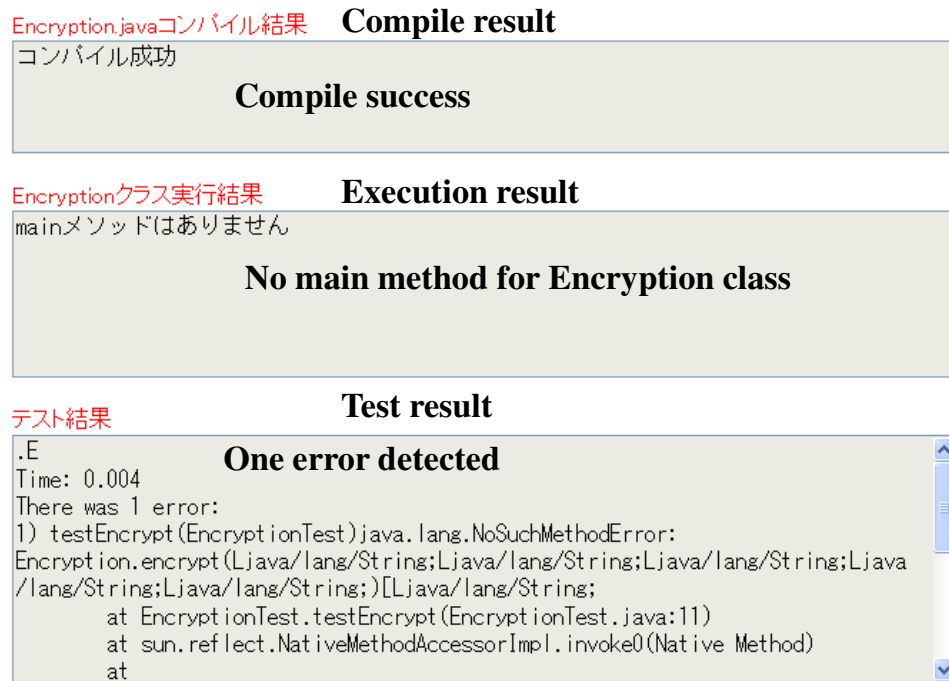 Encryption.javaコンパイル結果 Compile result
コンパイル成功
Compile success
Encryptionクラス実行結果 Execution result
mainメソッドはありません
No main method for Encryption class
テスト結果 Test result
.E
One error detected
Time: 0.004
There was 1 error:
1) testEncrypt(EncryptionTest)java.lang.NoSuchMethodError:
Encryption.encrypt(Ljava/lang/String;Ljava/lang/String;Ljava/lang/String;Ljava
/lang/String;Ljava/lang/String;)[Ljava/lang/String;
at EncryptionTest.testEncrypt(EncryptionTest.java:11)
at sun.reflect.NativeMethodAccessorImpl.invoke0(Native Method)
at